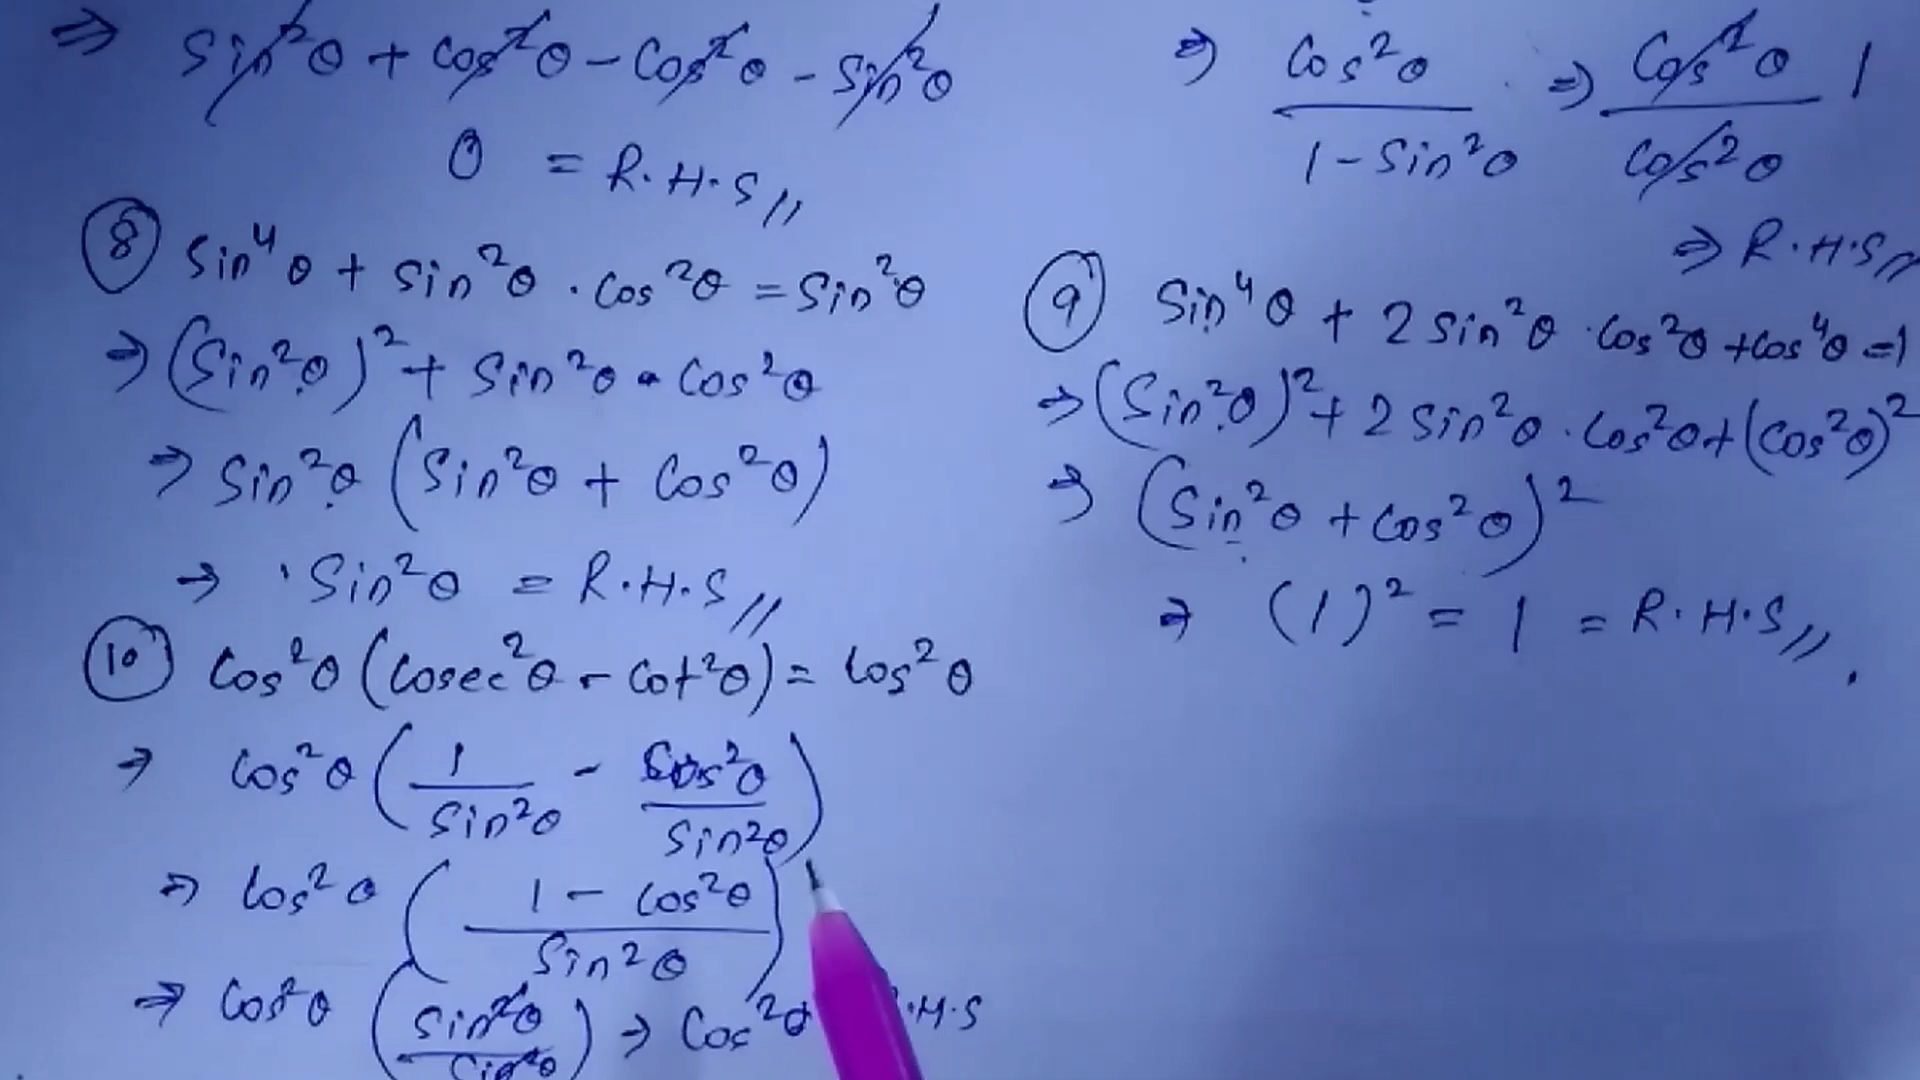 ⇒ sin²θ + cos²θ - cos²θ - sin²θ
0 = R.H.S //
⑧ sin⁴θ + sin²θ . cos²θ = sin²θ
⇒ (sin²θ)² + sin²θ . cos²θ
⇒ sin²θ (sin²θ + cos²θ)
⇒ sin²θ = R.H.S //
⑩ cos²θ (cosec²θ - cot²θ) = cos²θ
⇒ cos²θ (1/sin²θ - cos²θ/sin²θ)
⇒ cos²θ ((1 - cos²θ)/sin²θ)
⇒ cos²θ (sin²θ/sin²θ) ⇒ cos²θ .H.S
⇒ cos²θ/(1 - sin²θ) ⇒ cos²θ/cos²θ 1
⇒ R.H.S //
⑨ sin⁴θ + 2 sin²θ . cos²θ + cos⁴θ = 1
⇒ (sin²θ)² + 2 sin²θ . cos²θ + (cos²θ)²
⇒ (sin²θ + cos²θ)²
⇒ (1)² = 1 = R.H.S // .